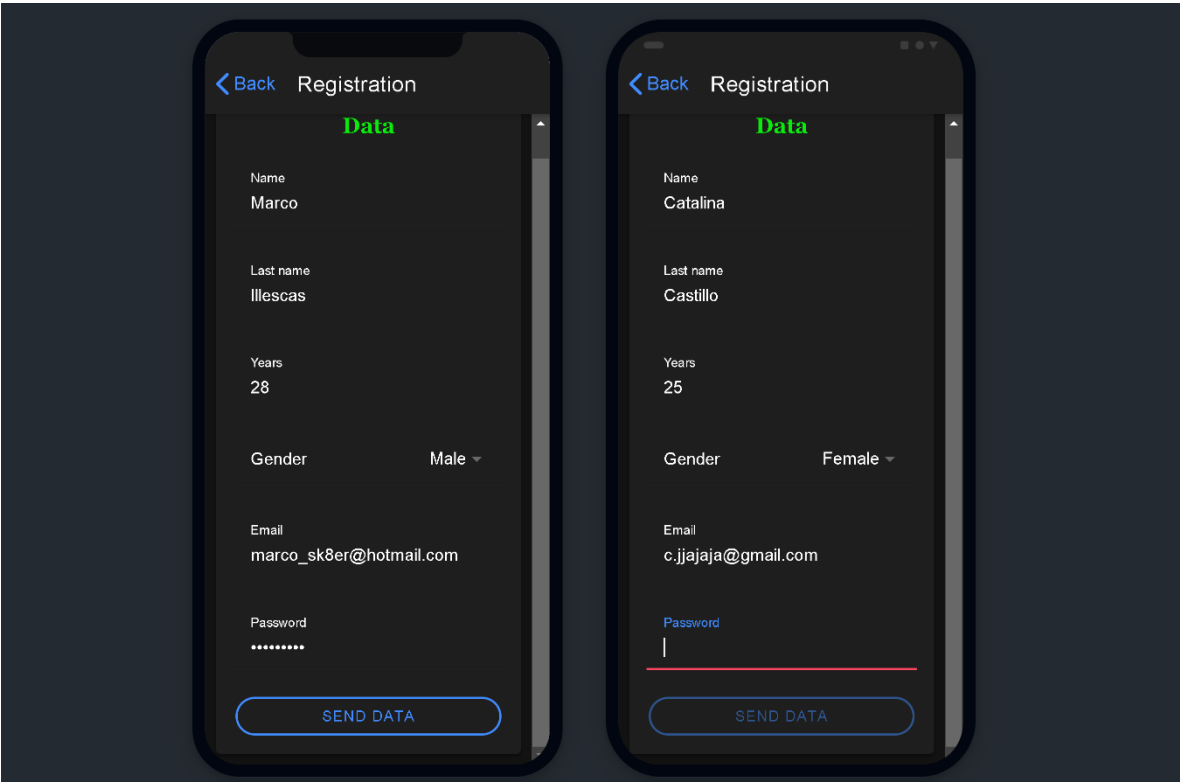 Back Registration
Data
Name
Marco
Last name
Illescas
Years
28
Gender Male
Email
marco_sk8er@hotmail.com
Password
•••••••••
SEND DATA
Back Registration
Data
Name
Catalina
Last name
Castillo
Years
25
Gender Female
Email
c.jjajaja@gmail.com
Password
SEND DATA